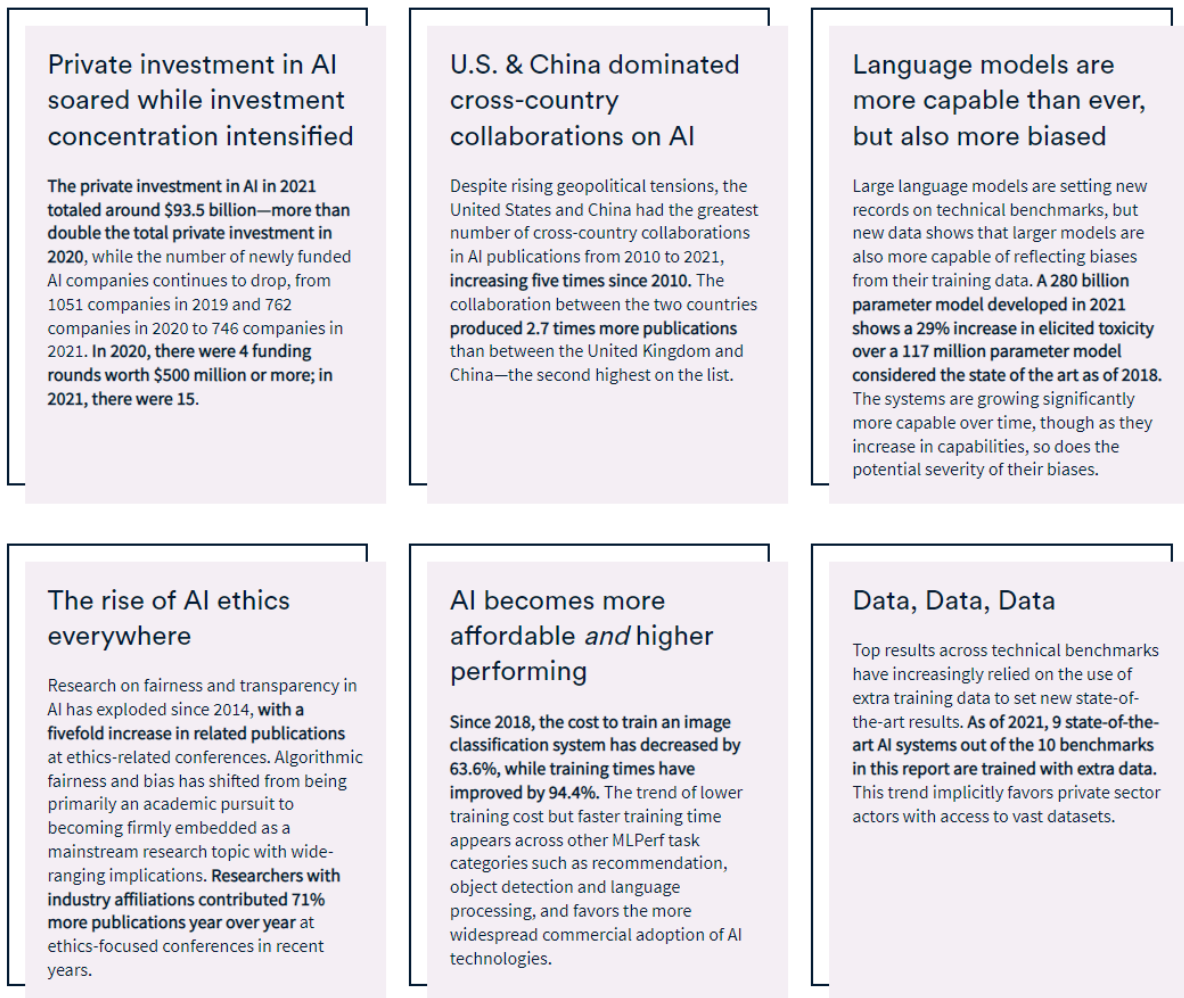 Private investment in AI
soared while investment
concentration intensified
The private investment in AI in 2021
totaled around $93.5 billion—more than
double the total private investment in
2020, while the number of newly funded
AI companies continues to drop, from
1051 companies in 2019 and 762
companies in 2020 to 746 companies in
2021. In 2020, there were 4 funding
rounds worth $500 million or more; in
2021, there were 15.
U.S. & China dominated
cross-country
collaborations on AI
Despite rising geopolitical tensions, the
United States and China had the greatest
number of cross-country collaborations
in AI publications from 2010 to 2021,
increasing five times since 2010. The
collaboration between the two countries
produced 2.7 times more publications
than between the United Kingdom and
China—the second highest on the list.
Language models are
more capable than ever,
but also more biased
Large language models are setting new
records on technical benchmarks, but
new data shows that larger models are
also more capable of reflecting biases
from their training data. A 280 billion
parameter model developed in 2021
shows a 29% increase in elicited toxicity
over a 117 million parameter model
considered the state of the art as of 2018.
The systems are growing significantly
more capable over time, though as they
increase in capabilities, so does the
potential severity of their biases.
The rise of AI ethics
everywhere
Research on fairness and transparency in
AI has exploded since 2014, with a
fivefold increase in related publications
at ethics-related conferences. Algorithmic
fairness and bias has shifted from being
primarily an academic pursuit to
becoming firmly embedded as a
mainstream research topic with wide-
ranging implications. Researchers with
industry affiliations contributed 71%
more publications year over year at
ethics-focused conferences in recent
years.
AI becomes more
affordable and higher
performing
Since 2018, the cost to train an image
classification system has decreased by
63.6%, while training times have
improved by 94.4%. The trend of lower
training cost but faster training time
appears across other MLPerf task
categories such as recommendation,
object detection and language
processing, and favors the more
widespread commercial adoption of AI
technologies.
Data, Data, Data
Top results across technical benchmarks
have increasingly relied on the use of
extra training data to set new state-of-
the-art results. As of 2021, 9 state-of-the-
art AI systems out of the 10 benchmarks
in this report are trained with extra data.
This trend implicitly favors private sector
actors with access to vast datasets.